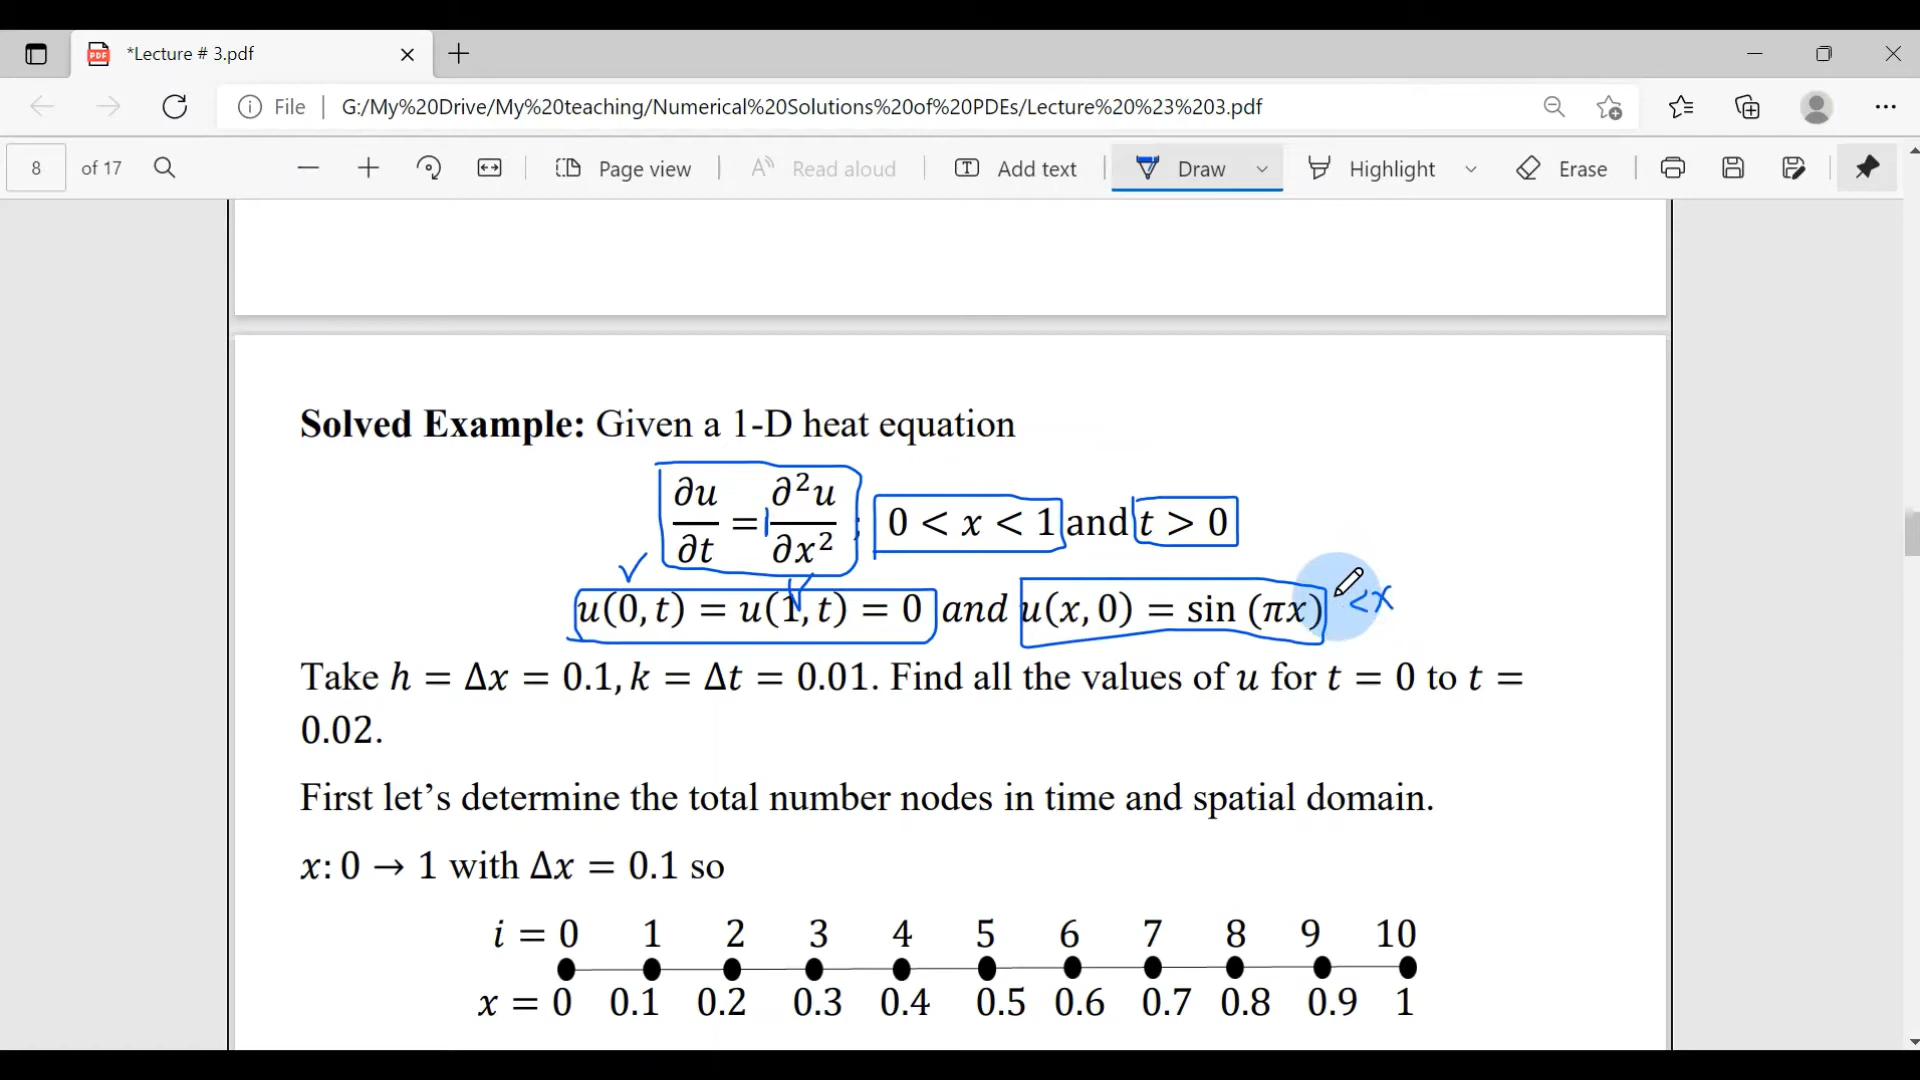 *Lecture # 3.pdf
File | G:/My%20Drive/My%20teaching/Numerical%20Solutions%20of%20PDEs/Lecture%20%23%203.pdf
8 of 17 Page view Read aloud Add text Draw Highlight Erase
Solved Example: Given a 1-D heat equation
∂u/∂t = 1 ∂²u/∂x² ; 0 < x < 1 and t > 0
u(0, t) = u(1, t) = 0 and u(x, 0) = sin (πx) <x
Take h = Δx = 0.1, k = Δt = 0.01. Find all the values of u for t = 0 to t =
0.02.
First let’s determine the total number nodes in time and spatial domain.
x: 0 → 1 with Δx = 0.1 so
i = 0 1 2 3 4 5 6 7 8 9 10
x = 0 0.1 0.2 0.3 0.4 0.5 0.6 0.7 0.8 0.9 1